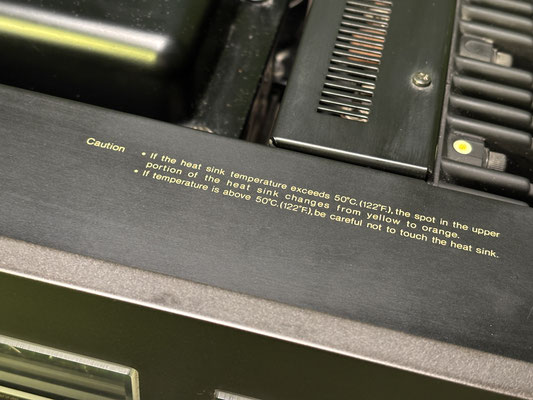 Caution • If the heat sink temperature exceeds 50°C.(122°F.), the spot in the upper
portion of the heat sink changes from yellow to orange.
• If temperature is above 50°C.(122°F.), be careful not to touch the heat sink.